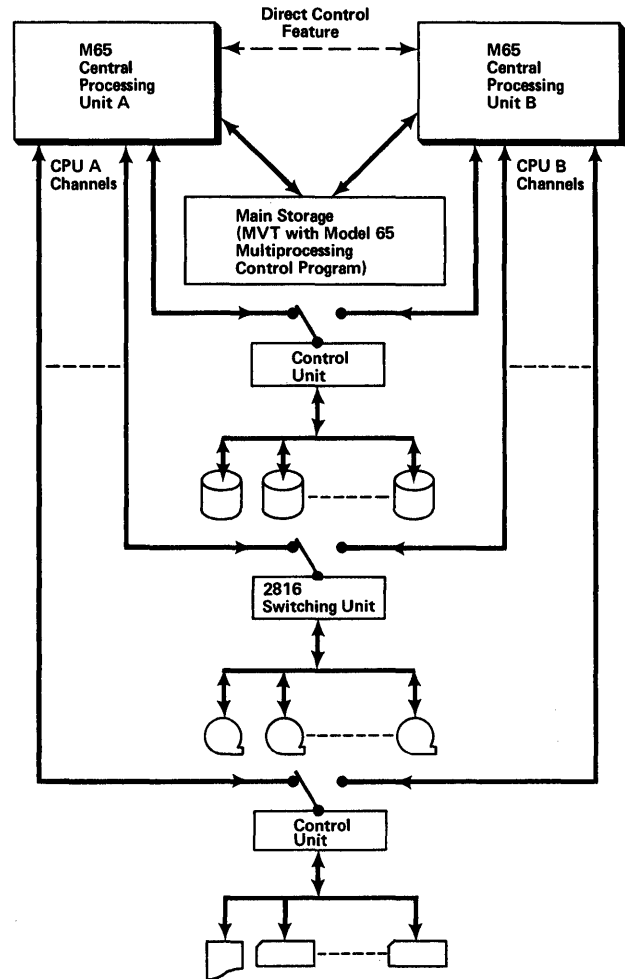 Direct Control
Feature
M65
Central
Processing
Unit A
M65
Central
Processing
Unit B
CPU A
Channels
CPU B
Channels
Main Storage
(MVT with Model 65
Multiprocessing
Control Program)
Control
Unit
2816
Switching Unit
Control
Unit